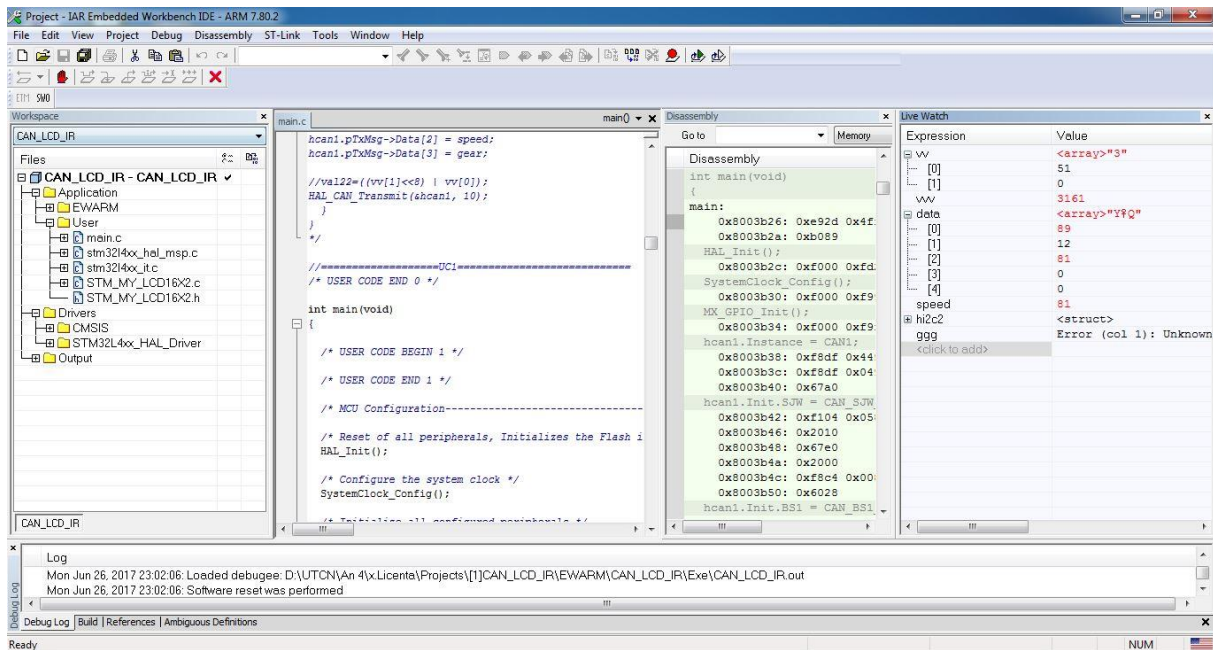 Project - IAR Embedded Workbench IDE - ARM 7.80.2
File Edit View Project Debug Disassembly ST-Link Tools Window Help
ETM SWO
Workspace
CAN_LCD_IR
Files
CAN_LCD_IR - CAN_LCD_IR
Application
EWARM
User
main.c
stm32l4xx_hal_msp.c
stm32l4xx_it.c
STM_MY_LCD16X2.c
STM_MY_LCD16X2.h
Drivers
CMSIS
STM32L4xx_HAL_Driver
Output
CAN_LCD_IR
main.c main()
hcan1.pTxMsg->Data[2] = speed;
hcan1.pTxMsg->Data[3] = gear;
//val22=((vv[1]<<8) | vv[0]);
HAL_CAN_Transmit(&hcan1, 10);
}
}
*/
//===================UC1============================
/* USER CODE END 0 */
int main(void)
{
/* USER CODE BEGIN 1 */
/* USER CODE END 1 */
/* MCU Configuration--------------------------------
/* Reset of all peripherals, Initializes the Flash i
HAL_Init();
/* Configure the system clock */
SystemClock_Config();
/* Initialize all configured peripherals */
Disassembly
Go to Memory
Disassembly
int main(void)
{
main:
0x8003b26: 0xe92d 0x4f
0x8003b2a: 0xb089
HAL_Init();
0x8003b2c: 0xf000 0xfd
SystemClock_Config();
0x8003b30: 0xf000 0xf9
MX_GPIO_Init();
0x8003b34: 0xf000 0xf9
hcan1.Instance = CAN1;
0x8003b38: 0xf8df 0x44
0x8003b3c: 0xf8df 0x04
0x8003b40: 0x67a0
hcan1.Init.SJW = CAN_SJW_
0x8003b42: 0xf104 0x05
0x8003b46: 0x2010
0x8003b48: 0x67e0
0x8003b4a: 0x2000
0x8003b4c: 0xf8c4 0x00
0x8003b50: 0x6028
hcan1.Init.BS1 = CAN_BS1_
Live Watch
Expression Value
vv <array>"3"
[0] 51
[1] 0
vvv 3161
data <array>"Y♀Q"
[0] 89
[1] 12
[2] 81
[3] 0
[4] 0
speed 81
hi2c2 <struct>
ggg Error (col 1): Unknown
<click to add>
Debug Log
Log
Mon Jun 26, 2017 23:02:06: Loaded debugee: D:\UTCN\An 4\x.Licenta\Projects\[1]CAN_LCD_IR\EWARM\CAN_LCD_IR\Exe\CAN_LCD_IR.out
Mon Jun 26, 2017 23:02:06: Software reset was performed
Debug Log Build References Ambiguous Definitions
Ready NUM